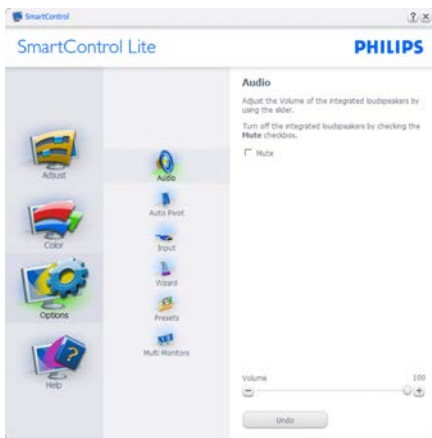 SmartControl
SmartControl Lite
PHILIPS
Adjust
Color
Options
Help
Audio
Auto Pivot
Input
Wizard
Presets
Multi Monitors
Audio
Adjust the Volume of the integrated loudspeakers by
using the slider.
Turn off the integrated loudspeakers by checking the
Mute checkbox.
Mute
Volume 100
Undo